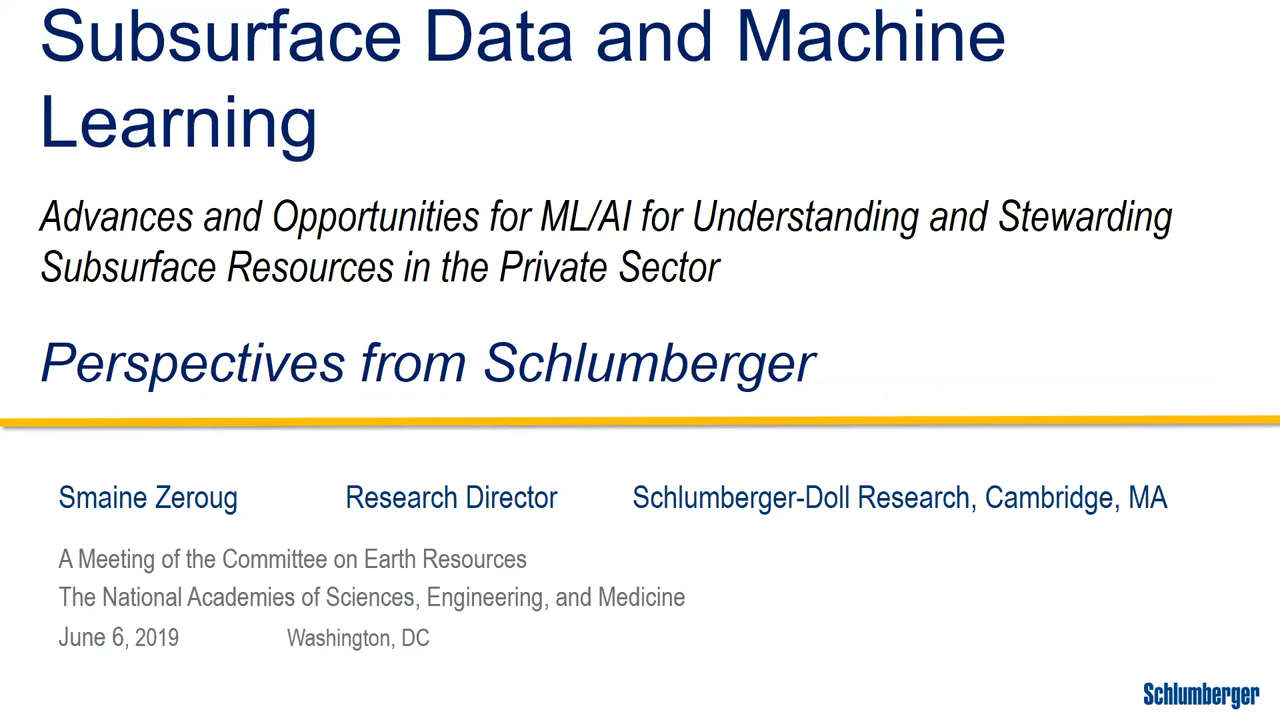 Subsurface Data and Machine
Learning
Advances and Opportunities for ML/AI for Understanding and Stewarding
Subsurface Resources in the Private Sector
Perspectives from Schlumberger
Smaine Zeroug Research Director Schlumberger-Doll Research, Cambridge, MA
A Meeting of the Committee on Earth Resources
The National Academies of Sciences, Engineering, and Medicine
June 6, 2019 Washington, DC
Schlumberger